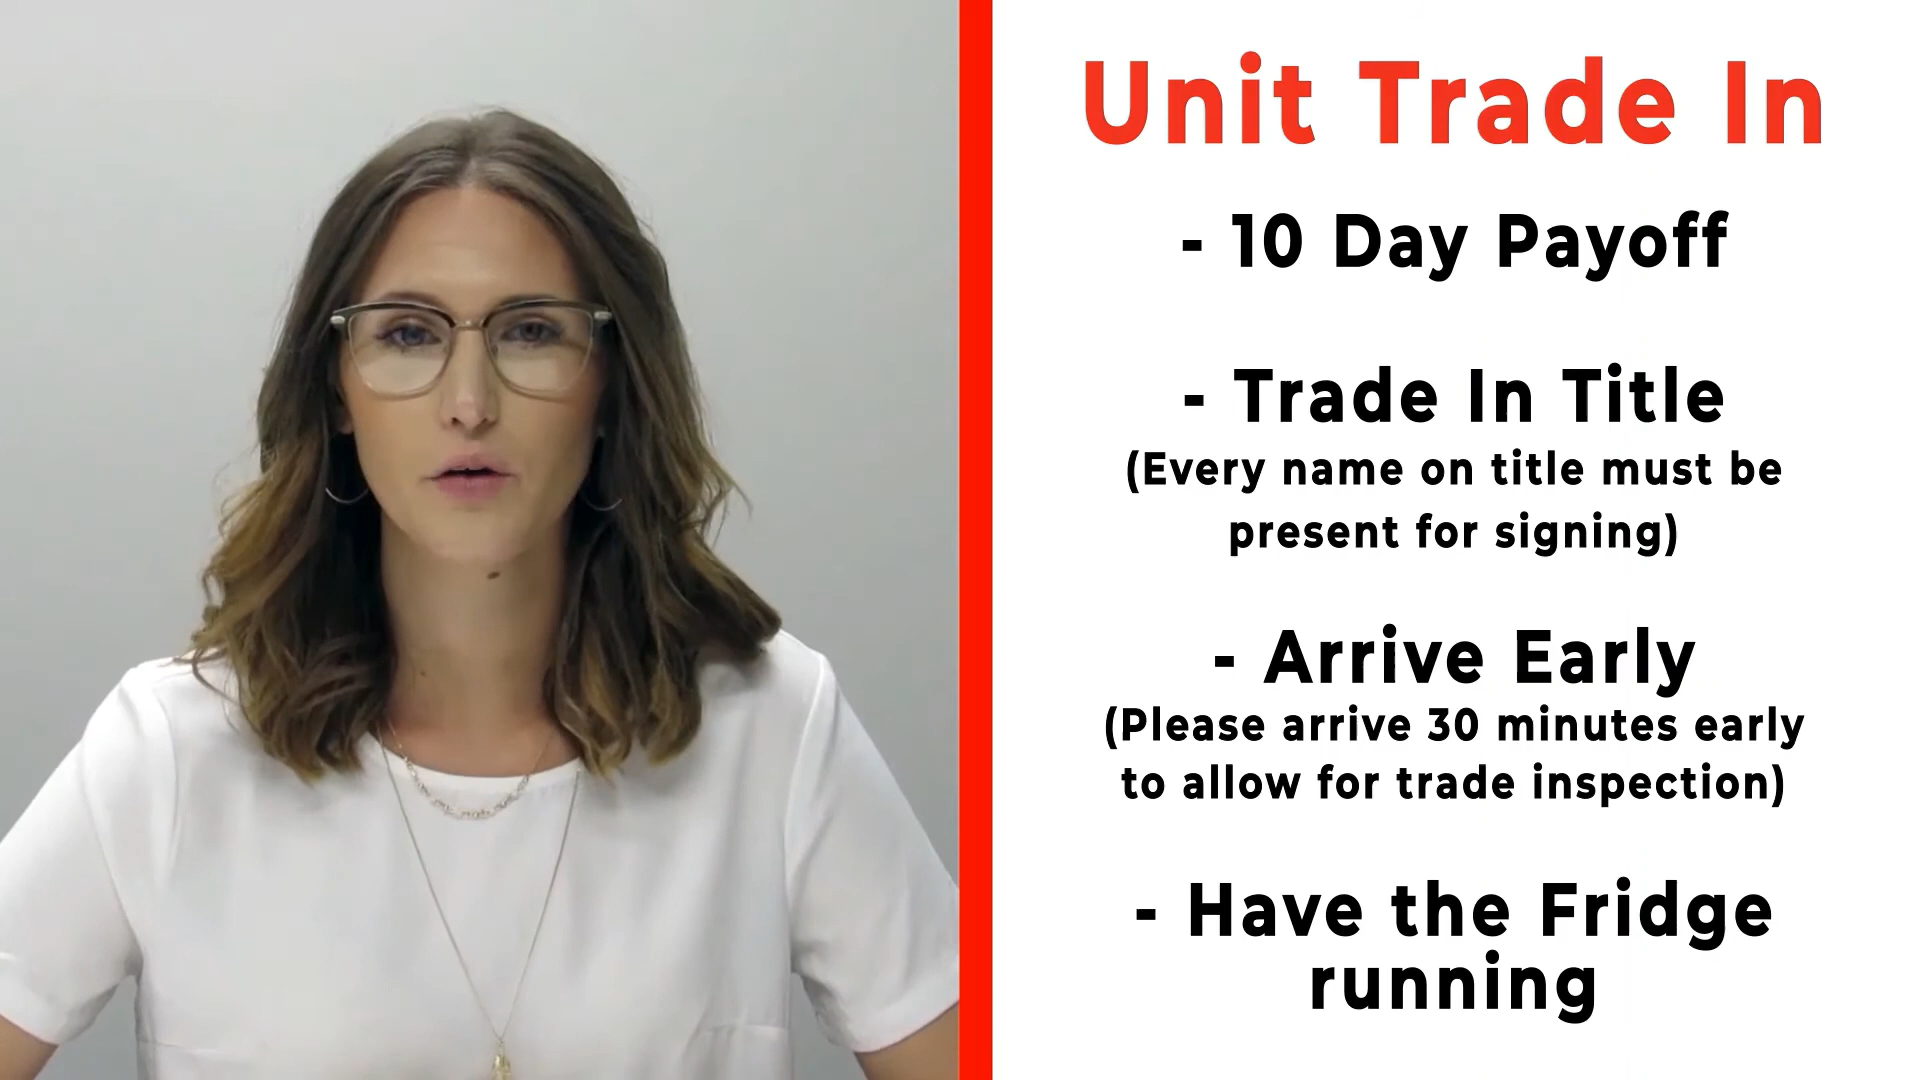 Unit Trade In
- 10 Day Payoff
- Trade In Title
(Every name on title must be
present for signing)
- Arrive Early
(Please arrive 30 minutes early
to allow for trade inspection)
- Have the Fridge
running